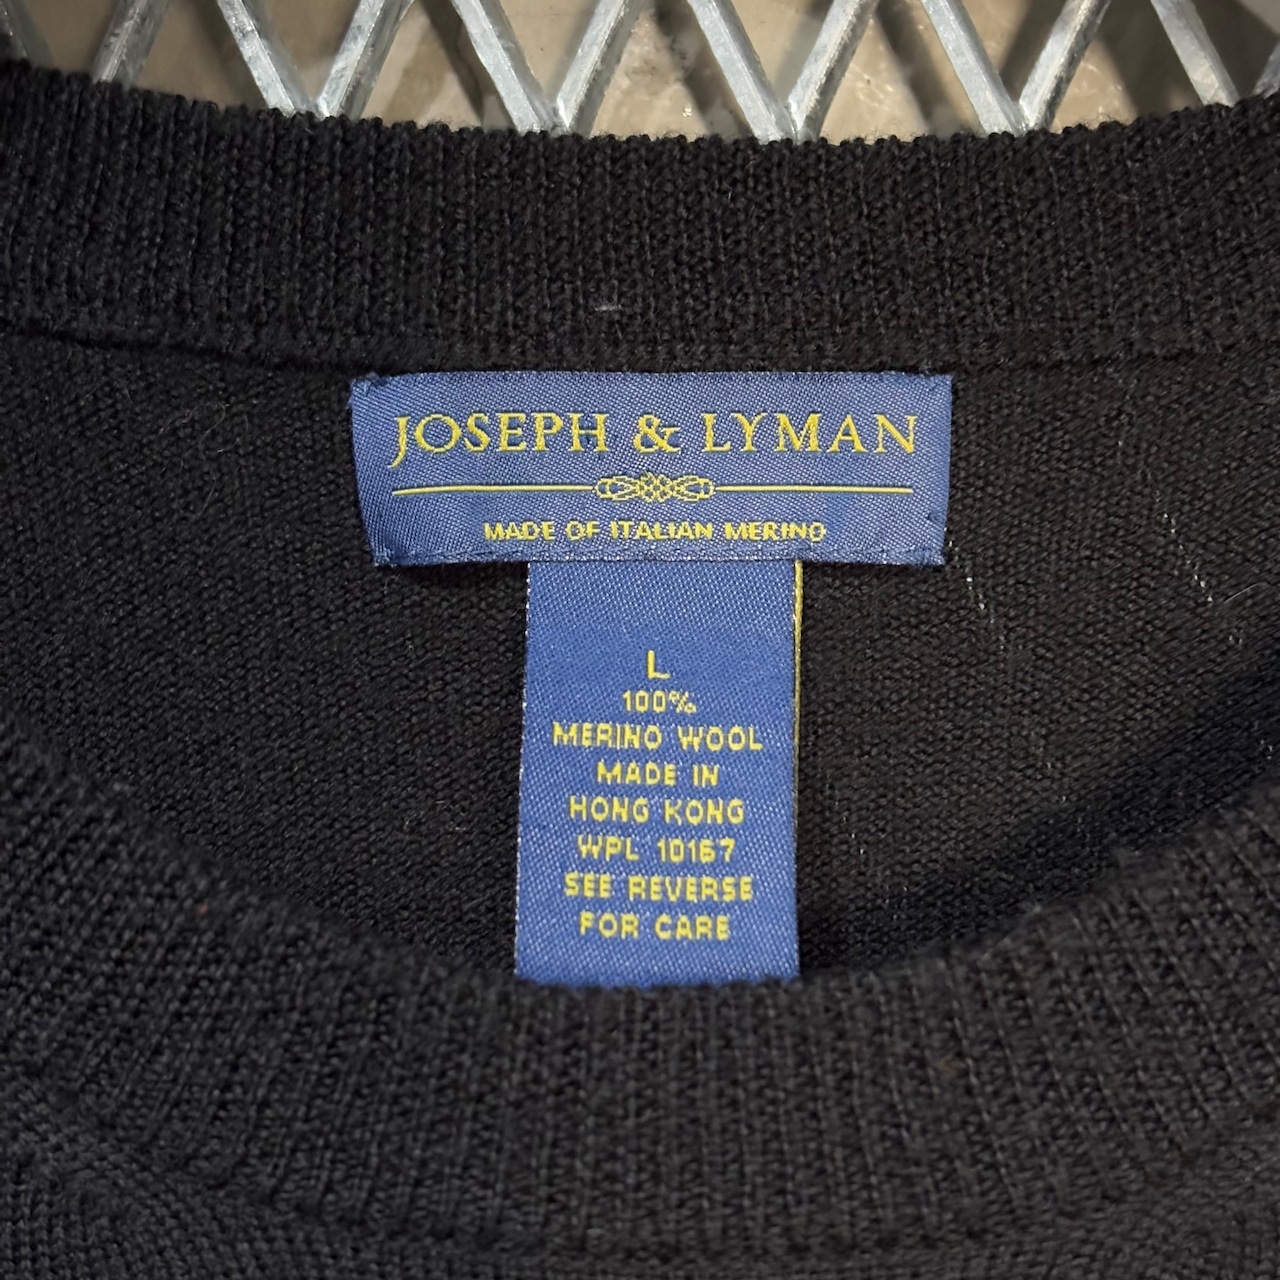 JOSEPH & LYMAN
MADE OF ITALIAN MERINO
L
100%
MERINO WOOL
MADE IN
HONG KONG
WPL 10167
SEE REVERSE
FOR CARE